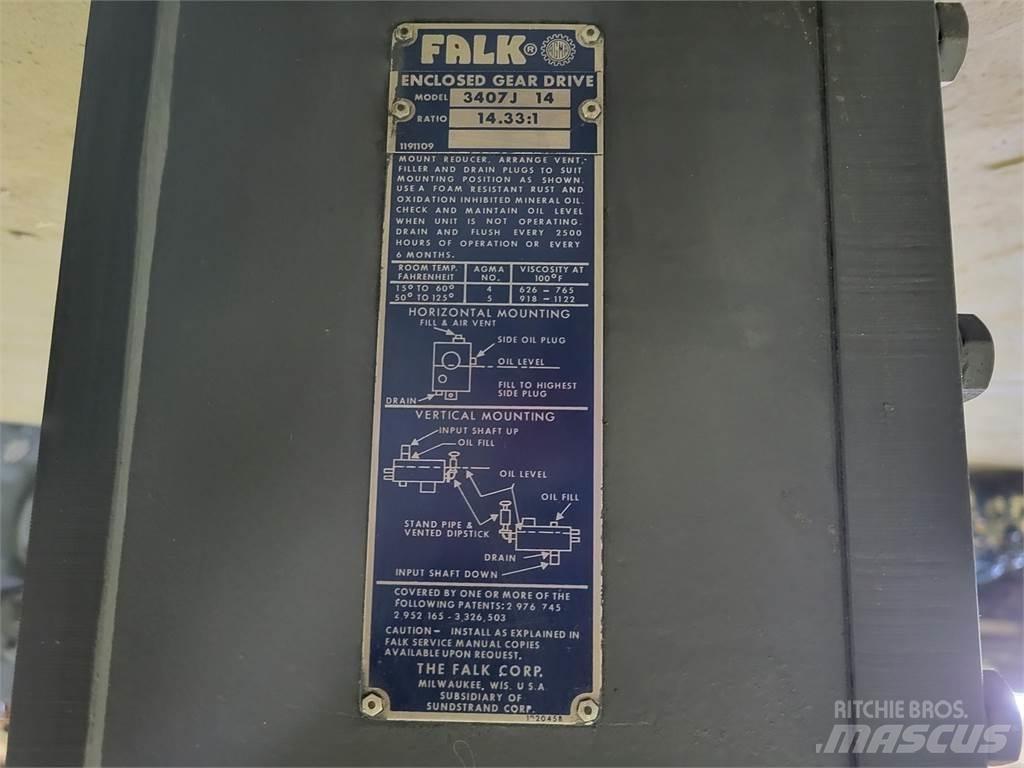 FALK®
ENCLOSED GEAR DRIVE
MODEL 3407J 14
RATIO 14.33:1
1191109
MOUNT REDUCER, ARRANGE VENT,
FILLER AND DRAIN PLUGS TO SUIT
MOUNTING POSITION AS SHOWN.
USE A FOAM RESISTANT RUST AND
OXIDATION INHIBITED MINERAL OIL.
CHECK AND MAINTAIN OIL LEVEL
WHEN UNIT IS NOT OPERATING.
DRAIN AND FLUSH EVERY 2500
HOURS OF OPERATION OR EVERY
6 MONTHS.
ROOM TEMP. AGMA VISCOSITY AT
FAHRENHEIT NO. 100°F
15° TO 60° 4 626 – 765
50° TO 125° 5 918 – 1122
HORIZONTAL MOUNTING
FILL & AIR VENT
SIDE OIL PLUG
OIL LEVEL
FILL TO HIGHEST
SIDE PLUG
DRAIN
VERTICAL MOUNTING
INPUT SHAFT UP
OIL FILL
OIL LEVEL
OIL FILL
STAND PIPE &
VENTED DIPSTICK
DRAIN
INPUT SHAFT DOWN
COVERED BY ONE OR MORE OF THE
FOLLOWING PATENTS: 2 976 745
2,952 165 - 3,326,503
CAUTION – INSTALL AS EXPLAINED IN
FALK SERVICE MANUAL COPIES
AVAILABLE UPON REQUEST.
THE FALK CORP.
MILWAUKEE, WIS. U.S.A
SUBSIDIARY OF
SUNDSTRAND CORP.
RITCHIE BROS.
MASCUS